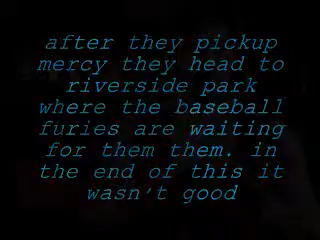 after they pickup
mercy they head to
riverside park
where the baseball
furies are waiting
for them them. in
the end of this it
wasn't good